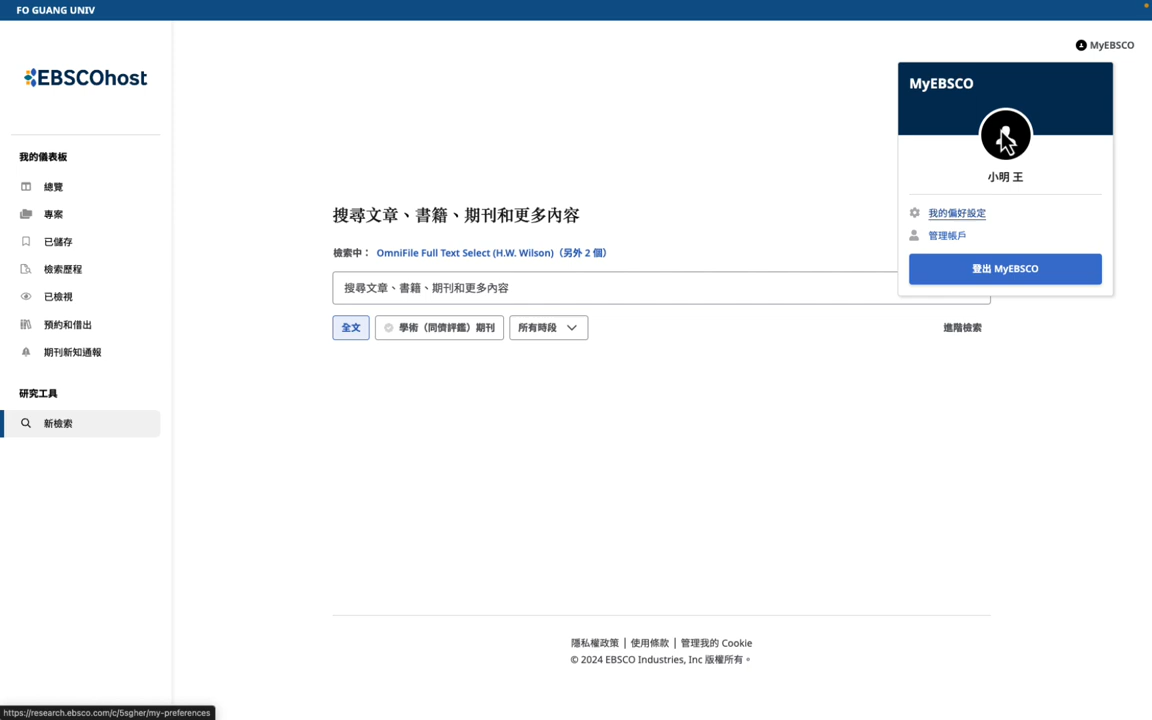 FO GUANG UNIV
MyEBSCO
EBSCOhost
MyEBSCO
小明 王
我的偏好設定
管理帳戶
登出 MyEBSCO
我的儀表板
總覽
專案
已儲存
檢索歷程
已檢視
預約和借出
期刊新知通報
研究工具
新檢索
搜尋文章、書籍、期刊和更多內容
檢索中： OmniFile Full Text Select (H.W. Wilson)（另外 2 個）
搜尋文章、書籍、期刊和更多內容
全文 學術（同儕評鑑）期刊 所有時段 進階檢索
隱私權政策 | 使用條款 | 管理我的 Cookie
© 2024 EBSCO Industries, Inc 版權所有。
https://research.ebsco.com/c/5sgher/my-preferences